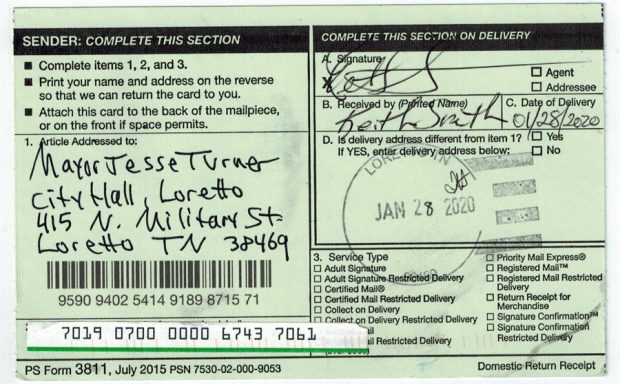 SENDER: COMPLETE THIS SECTION
■ Complete items 1, 2, and 3.
■ Print your name and address on the reverse
so that we can return the card to you.
■ Attach this card to the back of the mailpiece,
or on the front if space permits.
1. Article Addressed to:
Mayor Jesse Turner
City Hall, Loretto
415 N. Military St.
Loretto TN 38469
9590 9402 5414 9189 8715 71
7019 0700 0000 6743 7061
COMPLETE THIS SECTION ON DELIVERY
A. Signature
X
☐ Agent
☐ Addressee
B. Received by (Printed Name)
Keith Smith
C. Date of Delivery
01/28/2020
D. Is delivery address different from item 1? ☐ Yes
If YES, enter delivery address below: ☐ No
JAN 28 2020
3. Service Type
☐ Adult Signature
☐ Adult Signature Restricted Delivery
☐ Certified Mail®
☐ Certified Mail Restricted Delivery
☐ Collect on Delivery
☐ Collect on Delivery Restricted Delivery
☐ Priority Mail Express®
☐ Registered Mail™
☐ Registered Mail Restricted
Delivery
☐ Return Receipt for
Merchandise
☐ Signature Confirmation™
☐ Signature Confirmation
Restricted Delivery
PS Form 3811, July 2015 PSN 7530-02-000-9053
Domestic Return Receipt